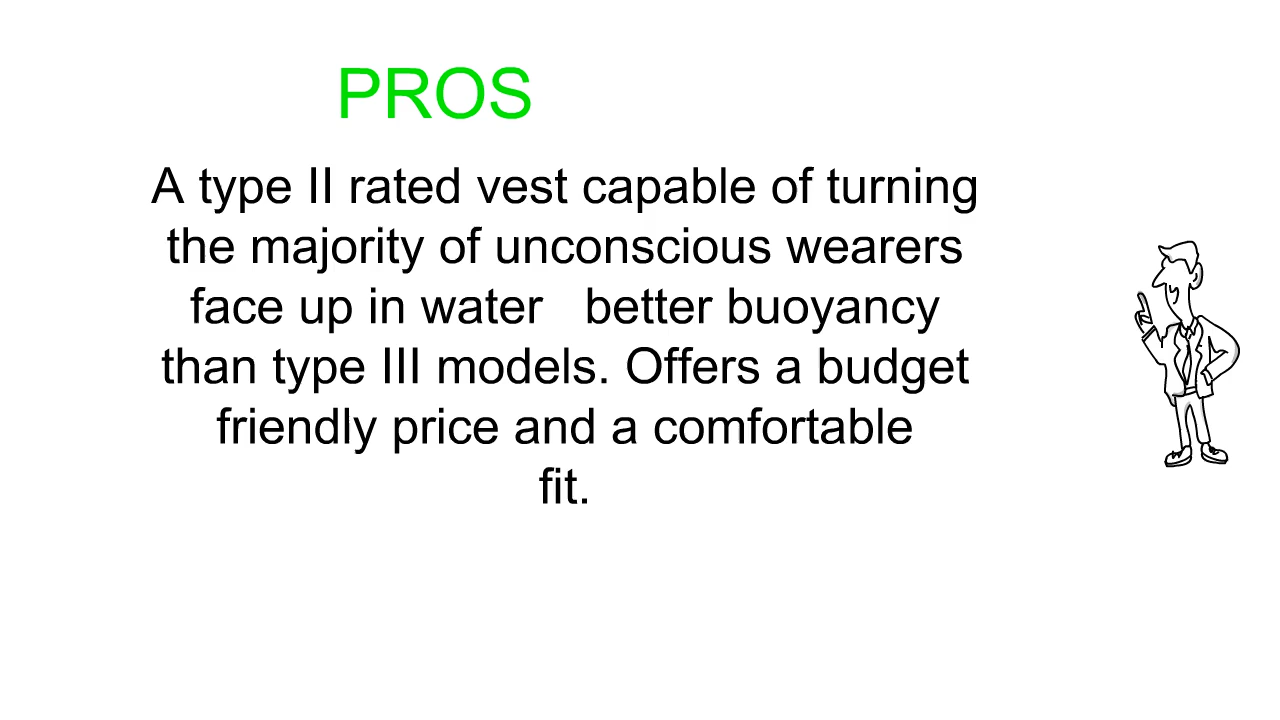 PROS
A type II rated vest capable of turning
the majority of unconscious wearers
face up in water   better buoyancy
than type III models. Offers a budget
friendly price and a comfortable
fit.